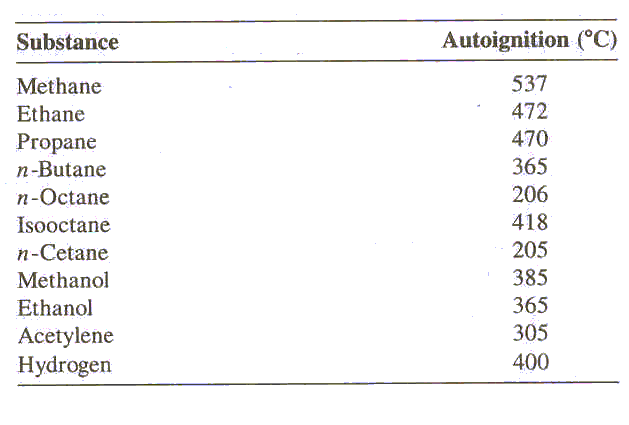 Substance Autoignition (°C)
Methane 537
Ethane 472
Propane 470
n-Butane 365
n-Octane 206
Isooctane 418
n-Cetane 205
Methanol 385
Ethanol 365
Acetylene 305
Hydrogen 400